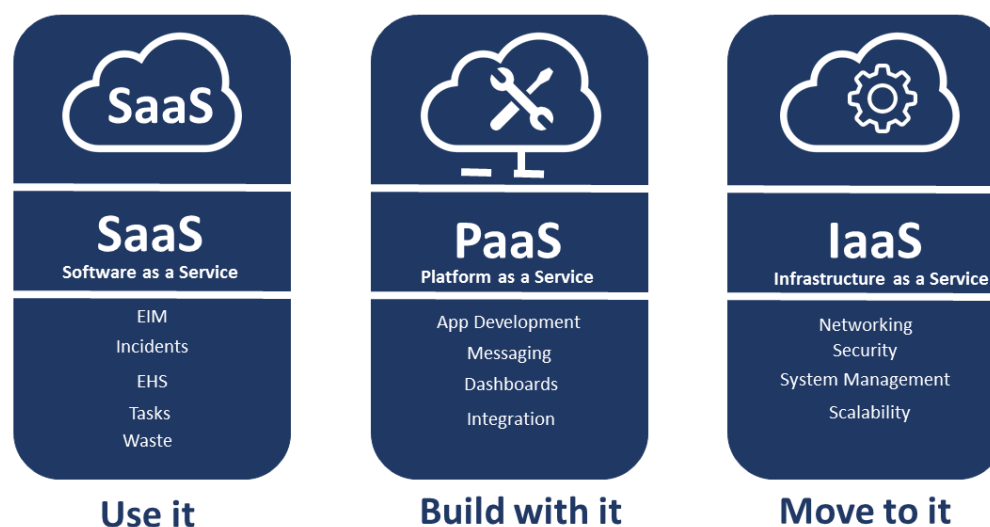 SaaS
SaaS
Software as a Service
EIM
Incidents
EHS
Tasks
Waste
Use it
PaaS
Platform as a Service
App Development
Messaging
Dashboards
Integration
Build with it
IaaS
Infrastructure as a Service
Networking
Security
System Management
Scalability
Move to it